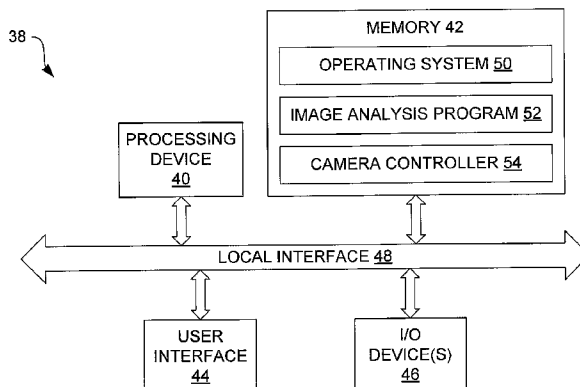 38
MEMORY 42
OPERATING SYSTEM 50
IMAGE ANALYSIS PROGRAM 52
CAMERA CONTROLLER 54
PROCESSING
DEVICE
40
LOCAL INTERFACE 48
USER
INTERFACE
44
I/O
DEVICE(S)
46